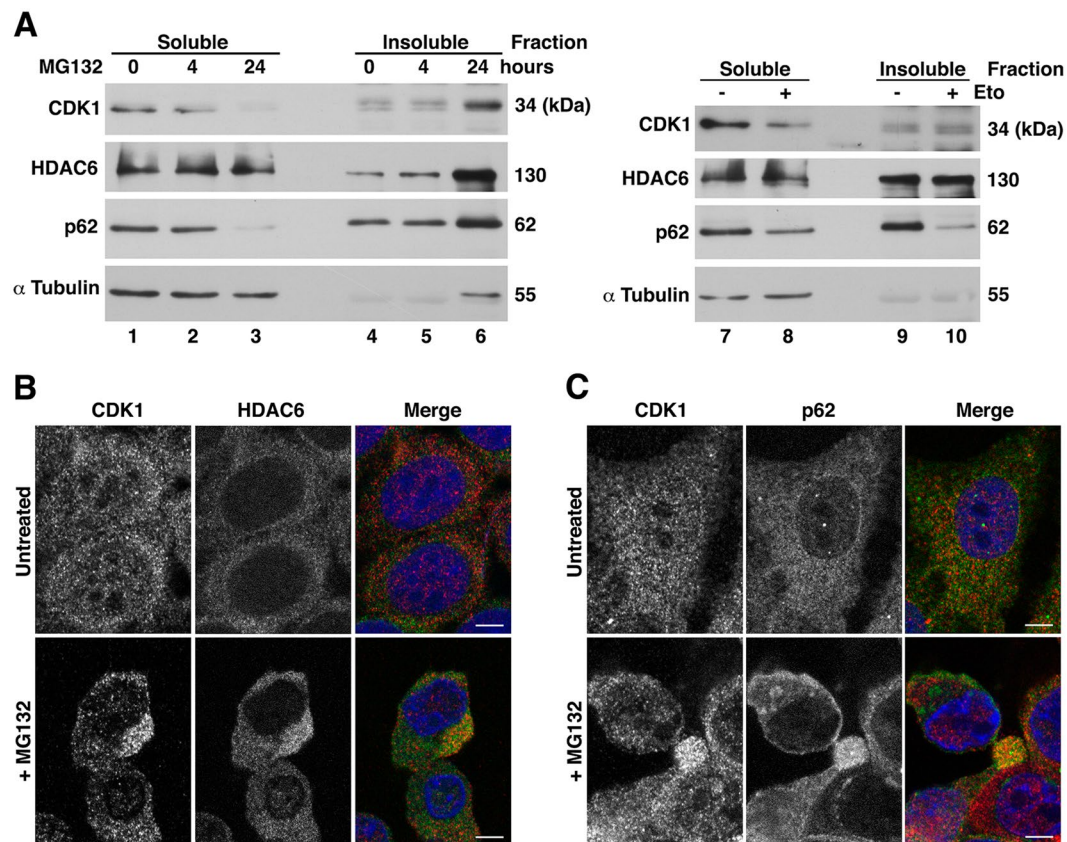 A
Soluble Insoluble Fraction
MG132 0 4 24 0 4 24 hours
CDK1 34 (kDa)
HDAC6 130
p62 62
α Tubulin 55
1 2 3 4 5 6
Soluble Insoluble Fraction
- + - + Eto
CDK1 34 (kDa)
HDAC6 130
p62 62
α Tubulin 55
7 8 9 10
B
CDK1 HDAC6 Merge
Untreated
+ MG132
C
CDK1 p62 Merge
Untreated
+ MG132